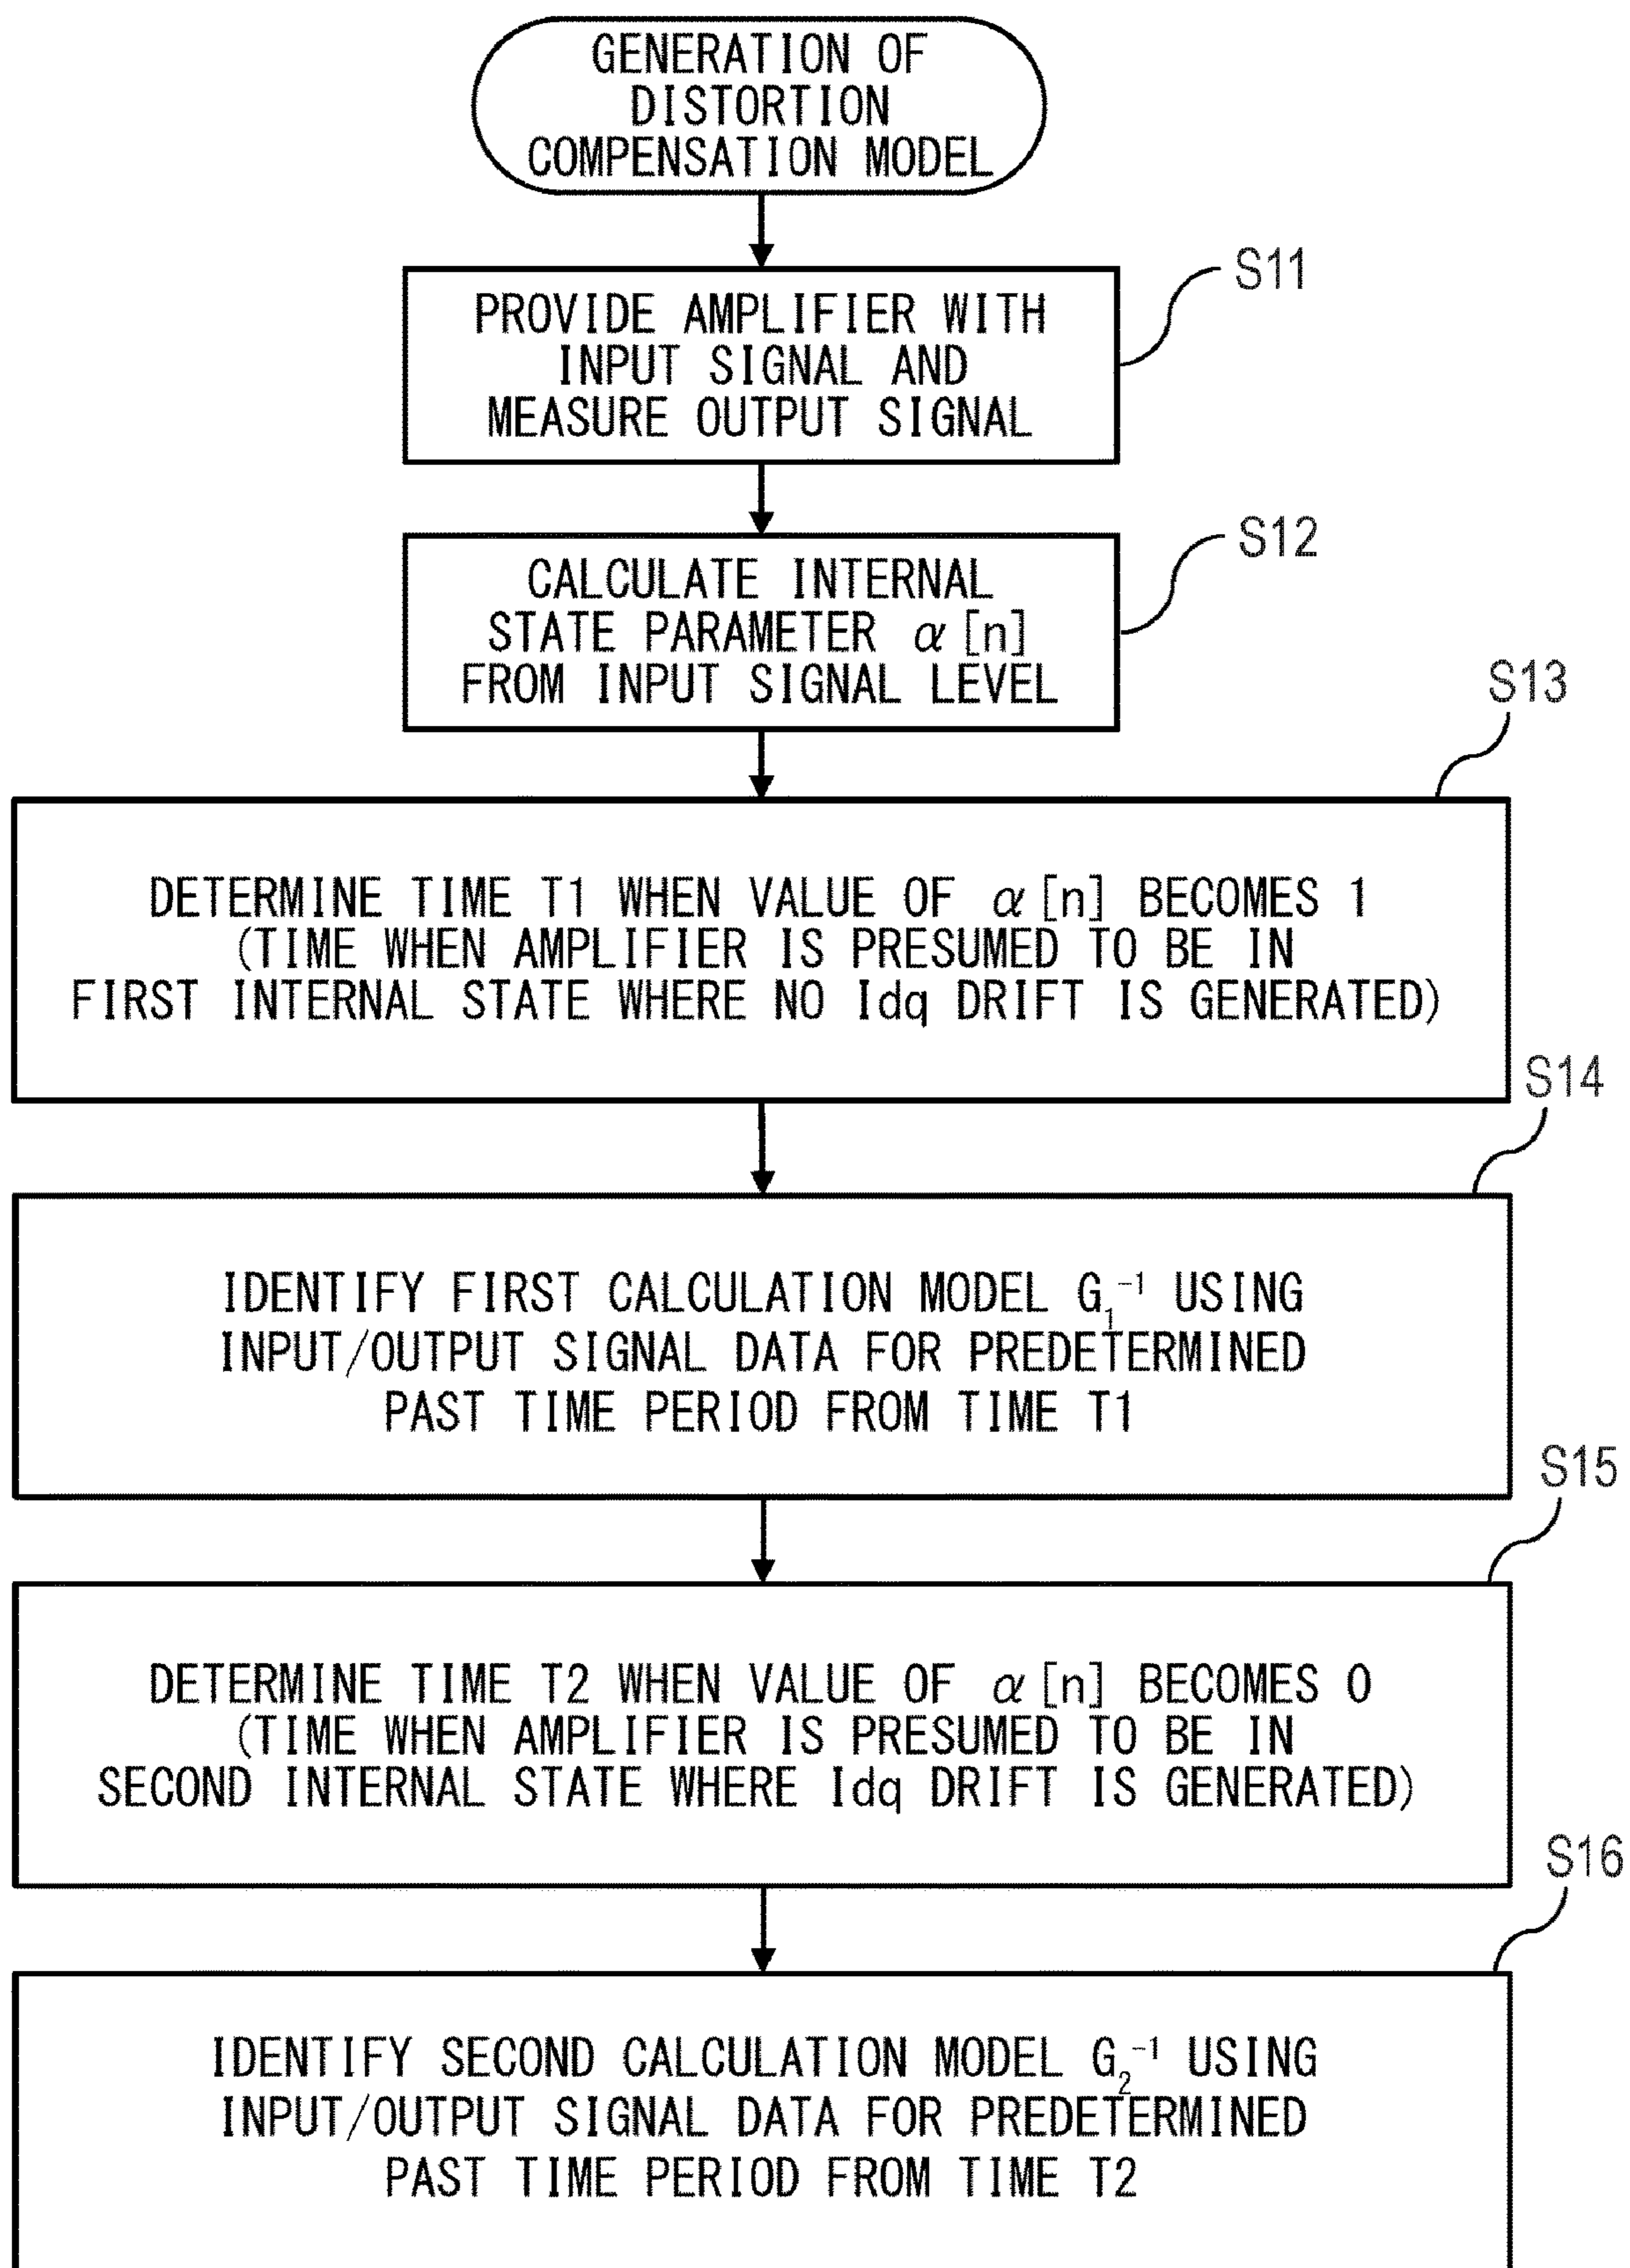 GENERATION OF
DISTORTION
COMPENSATION MODEL
S11
PROVIDE AMPLIFIER WITH
INPUT SIGNAL AND
MEASURE OUTPUT SIGNAL
S12
CALCULATE INTERNAL
STATE PARAMETER α[n]
FROM INPUT SIGNAL LEVEL
S13
DETERMINE TIME T1 WHEN VALUE OF α[n] BECOMES 1
(TIME WHEN AMPLIFIER IS PRESUMED TO BE IN
FIRST INTERNAL STATE WHERE NO Idq DRIFT IS GENERATED)
S14
IDENTIFY FIRST CALCULATION MODEL G₁⁻¹ USING
INPUT/OUTPUT SIGNAL DATA FOR PREDETERMINED
PAST TIME PERIOD FROM TIME T1
S15
DETERMINE TIME T2 WHEN VALUE OF α[n] BECOMES 0
(TIME WHEN AMPLIFIER IS PRESUMED TO BE IN
SECOND INTERNAL STATE WHERE Idq DRIFT IS GENERATED)
S16
IDENTIFY SECOND CALCULATION MODEL G₂⁻¹ USING
INPUT/OUTPUT SIGNAL DATA FOR PREDETERMINED
PAST TIME PERIOD FROM TIME T2